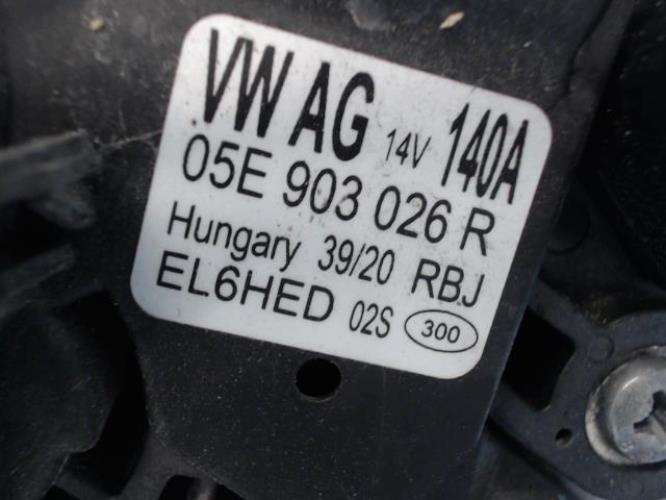 VW AG 14V 140A
05E 903 026 R
Hungary 39/20 RBJ
EL6HED 02S 300